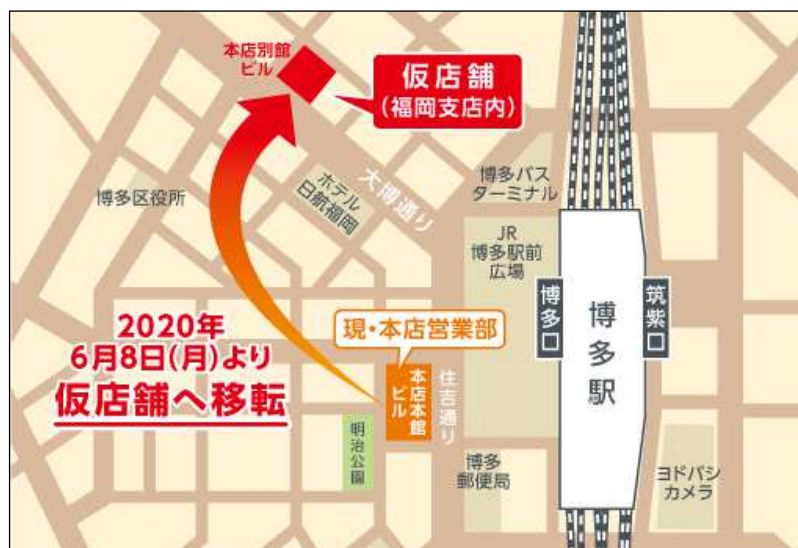 本店別館
ビル
仮店舗
(福岡支店内)
博多区役所
ホテル
日航福岡
大博通り
博多バス
ターミナル
JR
博多駅前
広場
博多口
博多駅
筑紫口
2020年
6月8日(月)より
仮店舗へ移転
現・本店営業部
本店本館
ビル
住吉通り
明治公園
博多
郵便局
ヨドバシ
カメラ